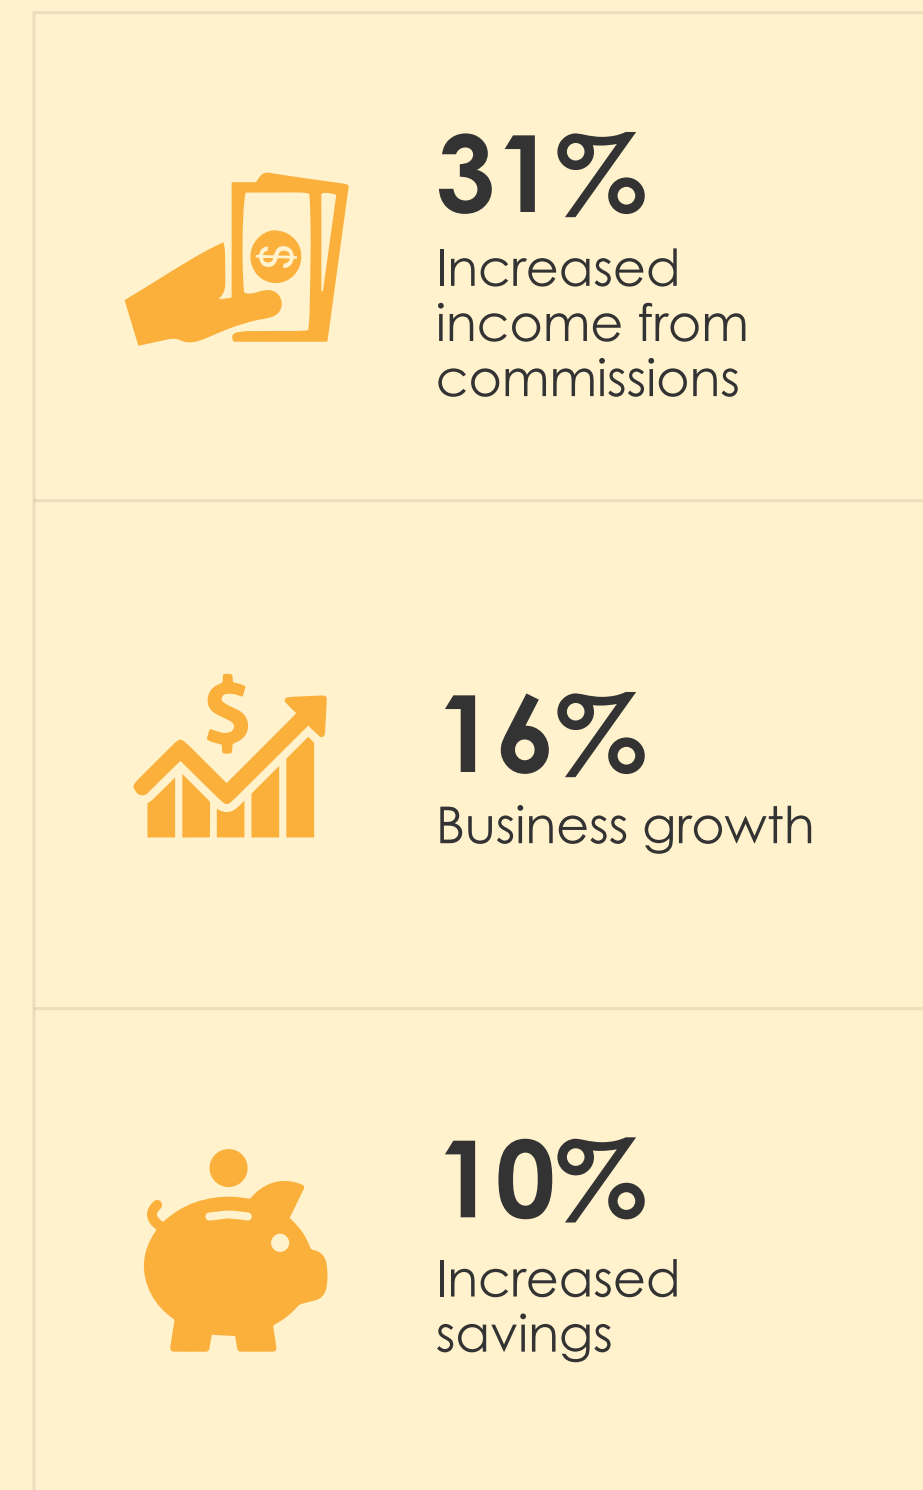 31%
Increased
income from
commissions
$
$
16%
Business growth
10%
Increased
savings